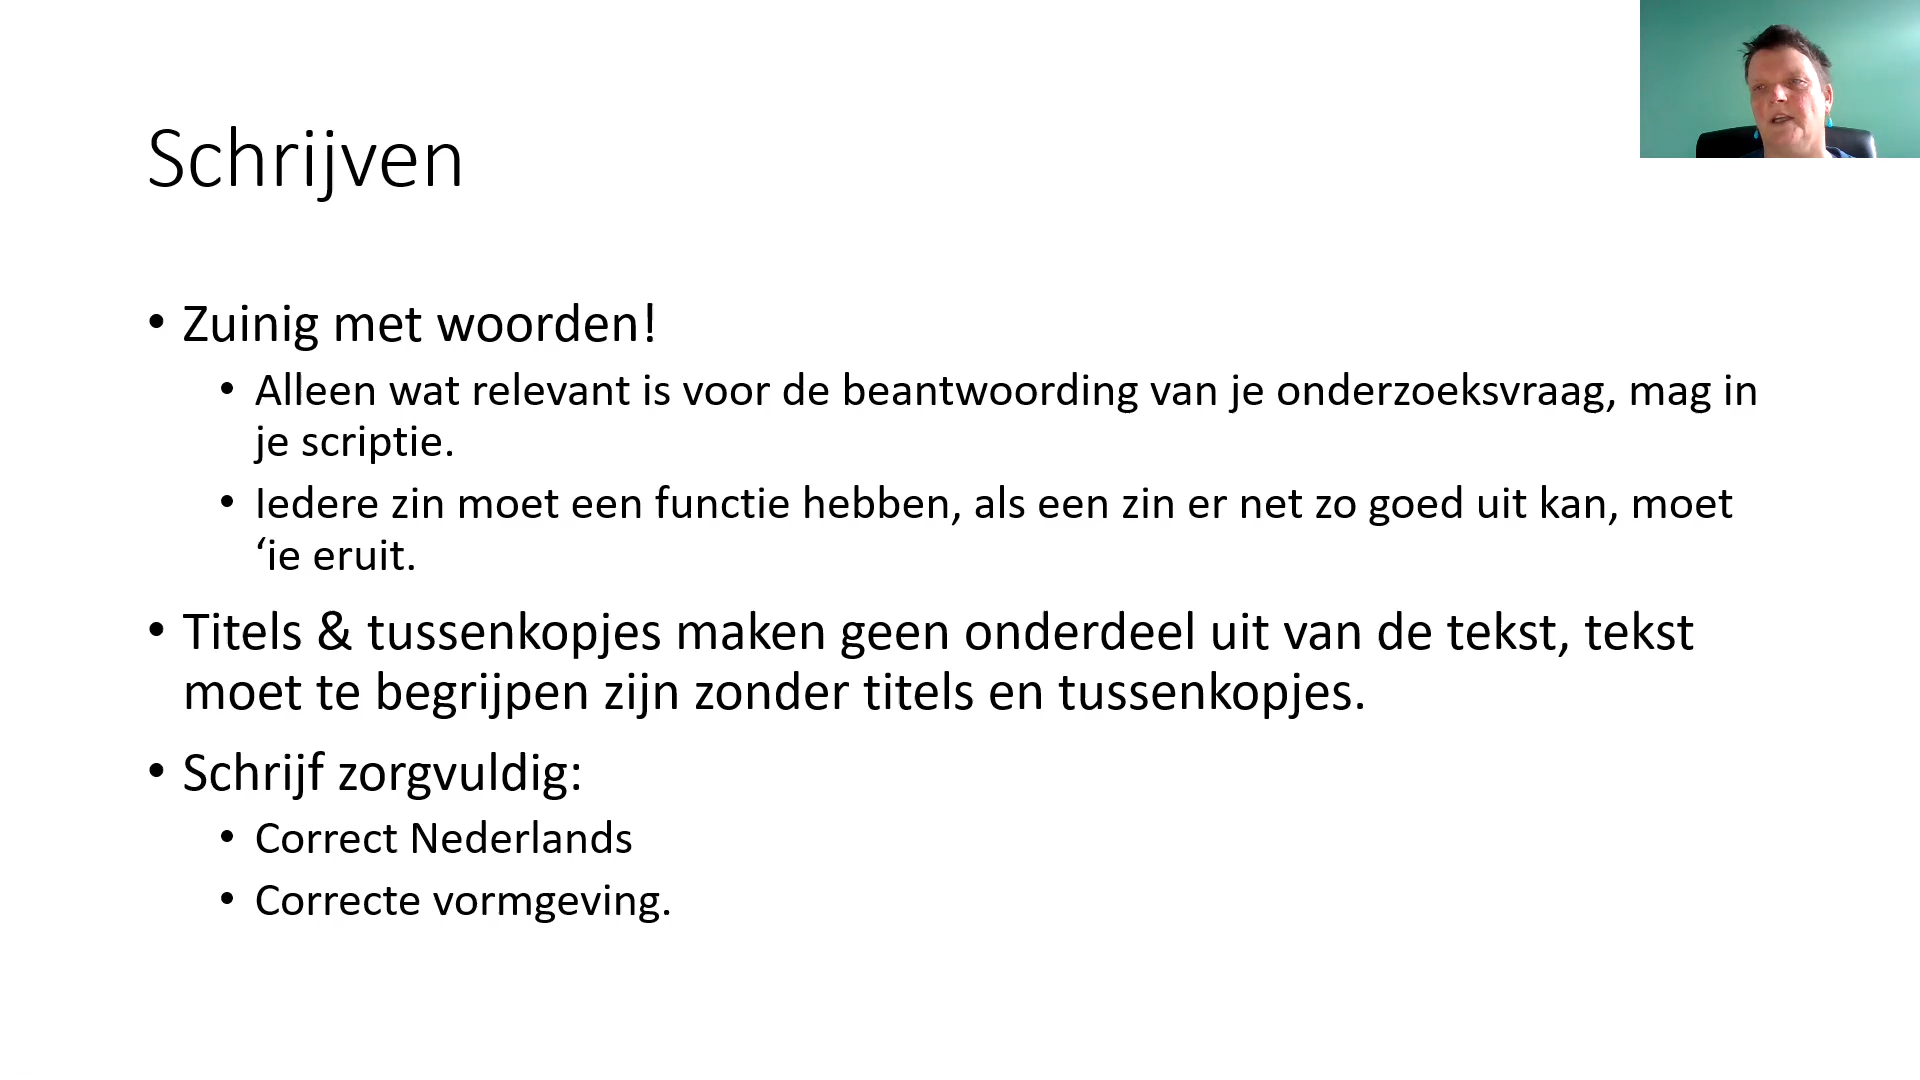 Schrijven
• Zuinig met woorden!
• Alleen wat relevant is voor de beantwoording van je onderzoeksvraag, mag in
je scriptie.
• Iedere zin moet een functie hebben, als een zin er net zo goed uit kan, moet
‘ie eruit.
• Titels & tussenkopjes maken geen onderdeel uit van de tekst, tekst
moet te begrijpen zijn zonder titels en tussenkopjes.
• Schrijf zorgvuldig:
• Correct Nederlands
• Correcte vormgeving.